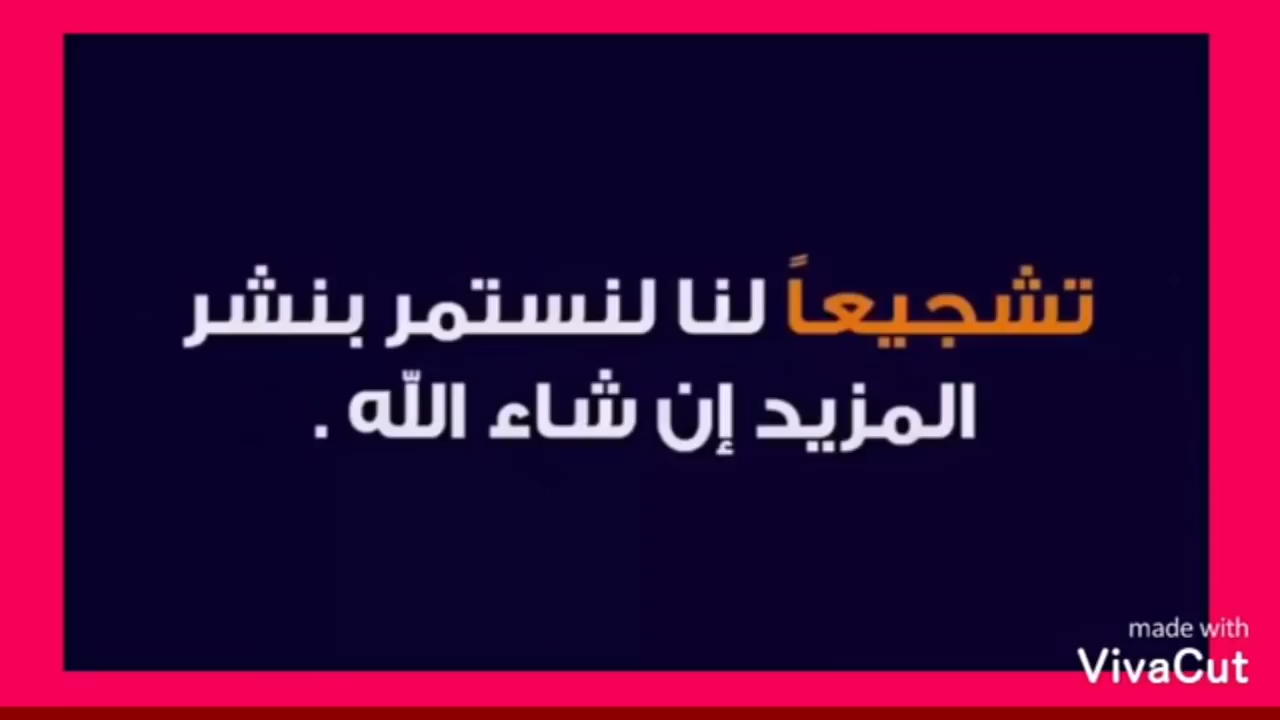 تشجيعاً لنا لنستمر بنشر
المزيد إن شاء اللّه .
made with
VivaCut